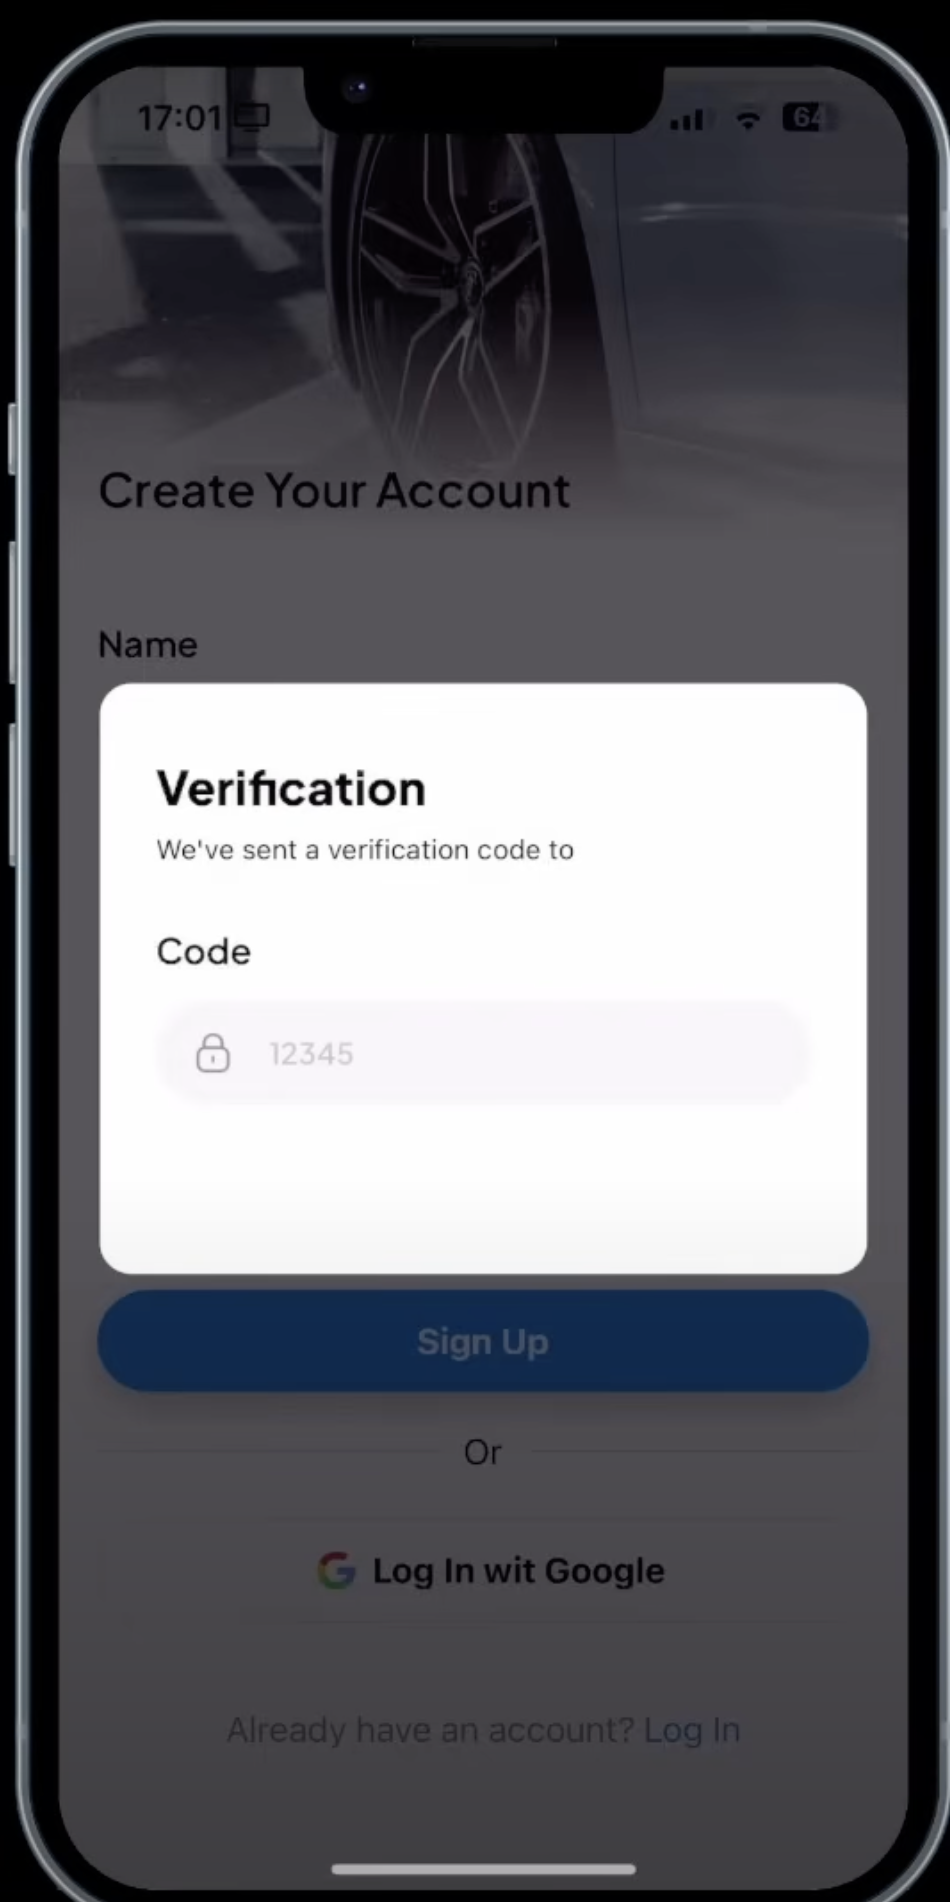 17:01
64
Create Your Account
Name
Verification
We've sent a verification code to
Code
12345
Sign Up
Or
Log In wit Google
Already have an account? Log In